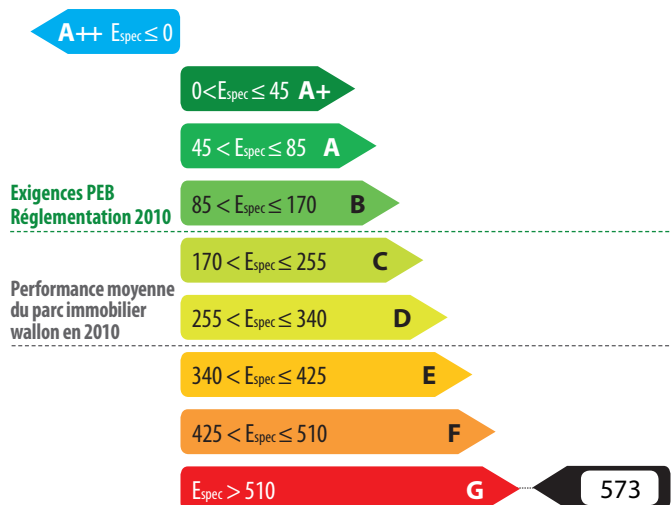 A++ Espec ≤ 0
0<Espec ≤ 45 A+
45 < Espec ≤ 85 A
Exigences PEB
Réglementation 2010
85 < Espec ≤ 170 B
170 < Espec ≤ 255 C
Performance moyenne
du parc immobilier
wallon en 2010
255 < Espec ≤ 340 D
340 < Espec ≤ 425 E
425 < Espec ≤ 510 F
Espec > 510 G 573